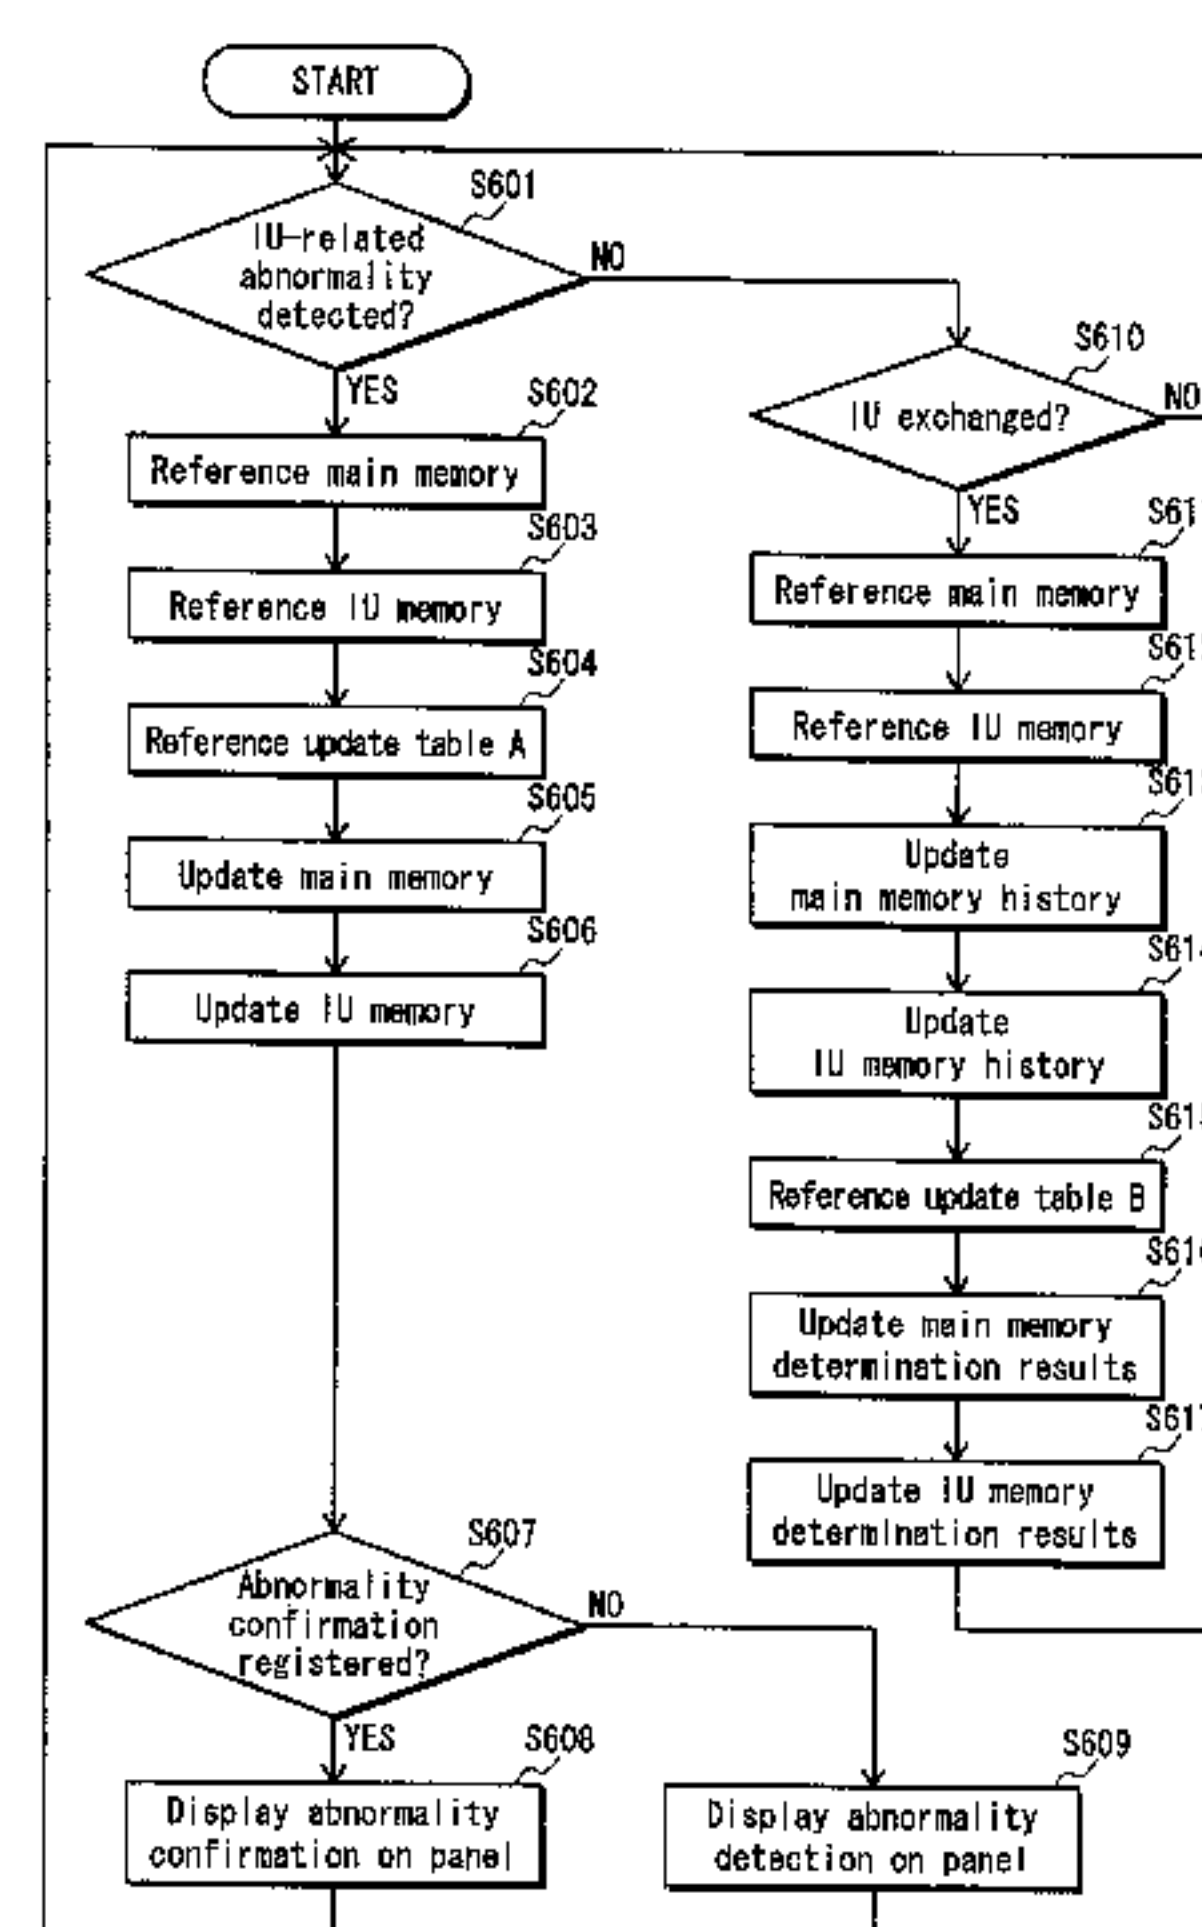 START
S601
IU-related
abnormality
detected?
NO
YES
S602
Reference main memory
S603
Reference IU memory
S604
Reference update table A
S605
Update main memory
S606
Update IU memory
S607
Abnormality
confirmation
registered?
NO
YES
S608
Display abnormality
confirmation on panel
S609
Display abnormality
detection on panel
S610
IU exchanged?
NO
YES
Reference main memory
Reference IU memory
Update
main memory history
Update
IU memory history
Reference update table B
Update main memory
determination results
Update IU memory
determination results